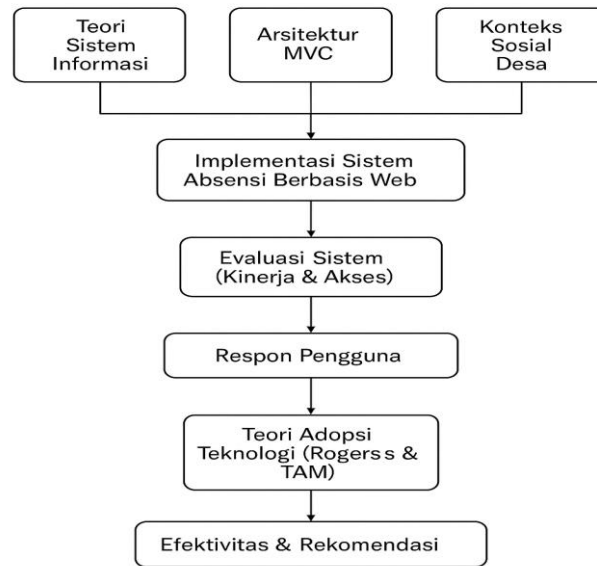 Teori
Sistem
Informasi
Arsitektur
MVC
Konteks
Sosial
Desa
Implementasi Sistem
Absensi Berbasis Web
Evaluasi Sistem
(Kinerja & Akses)
Respon Pengguna
Teori Adopsi
Teknologi (Rogerss &
TAM)
Efektivitas & Rekomendasi